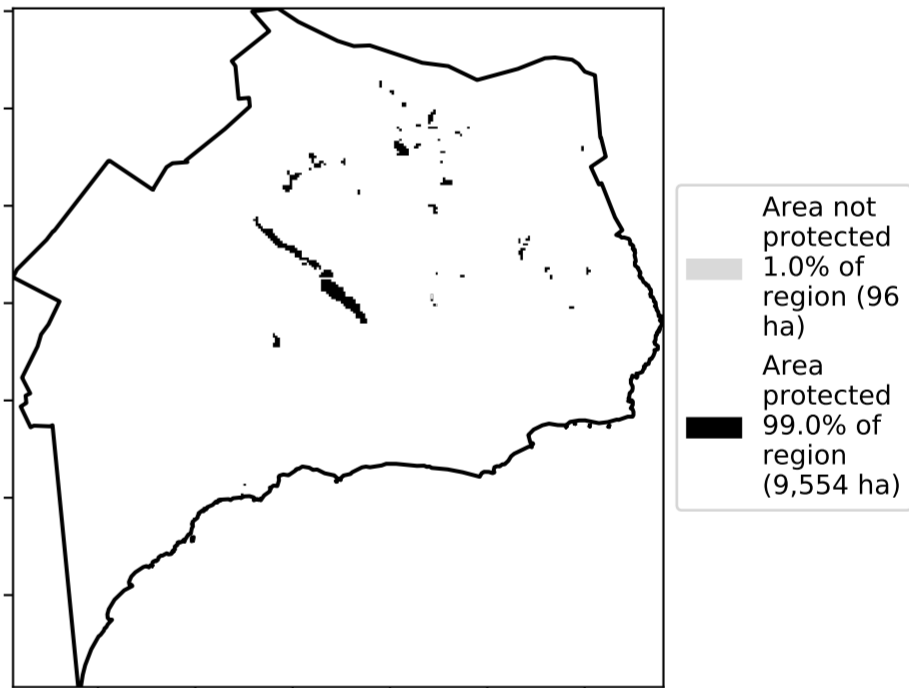 Area not
protected
1.0% of
region (96
ha)
Area
protected
99.0% of
region
(9,554 ha)